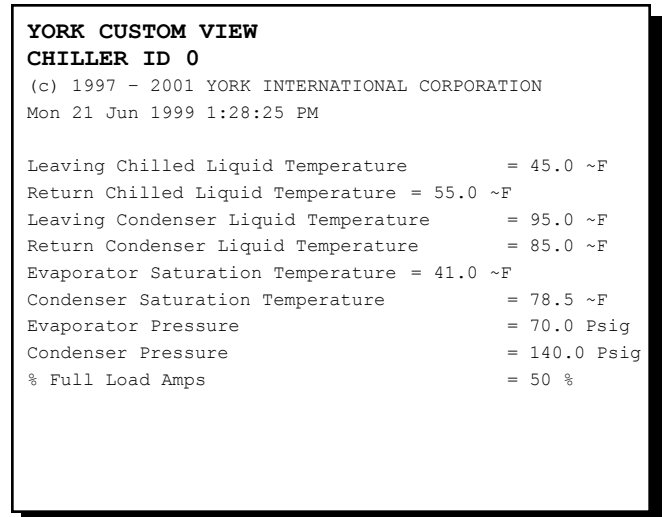 YORK CUSTOM VIEW
CHILLER ID 0
(c) 1997 – 2001 YORK INTERNATIONAL CORPORATION
Mon 21 Jun 1999 1:28:25 PM
Leaving Chilled Liquid Temperature = 45.0 ~F
Return Chilled Liquid Temperature = 55.0 ~F
Leaving Condenser Liquid Temperature = 95.0 ~F
Return Condenser Liquid Temperature = 85.0 ~F
Evaporator Saturation Temperature = 41.0 ~F
Condenser Saturation Temperature = 78.5 ~F
Evaporator Pressure = 70.0 Psig
Condenser Pressure = 140.0 Psig
% Full Load Amps = 50 %